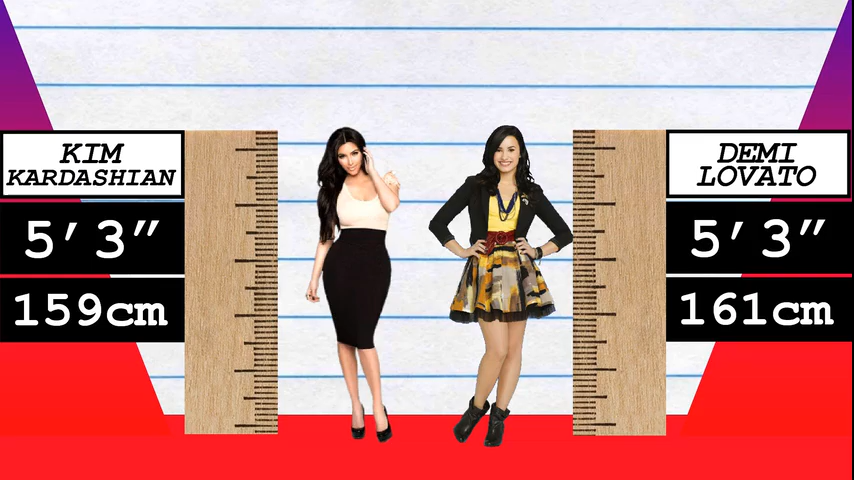 KIM
KARDASHIAN
5’3”
159cm
DEMI
LOVATO
5’3”
161cm